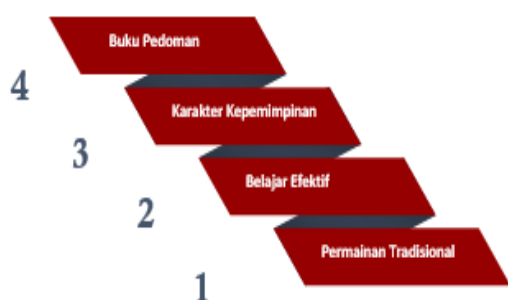 Buku Pedoman
4
Karakter Kepemimpinan
3
Belajar Efektif
2
Permainan Tradisional
1